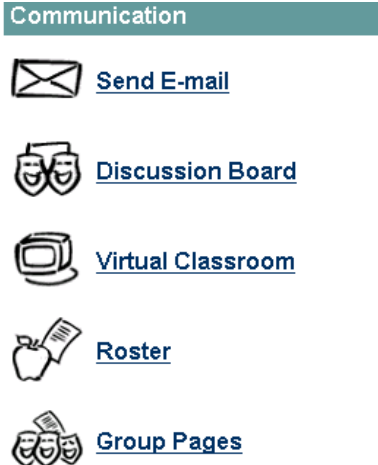 Communication
Send E-mail
Discussion Board
Virtual Classroom
Roster
Group Pages